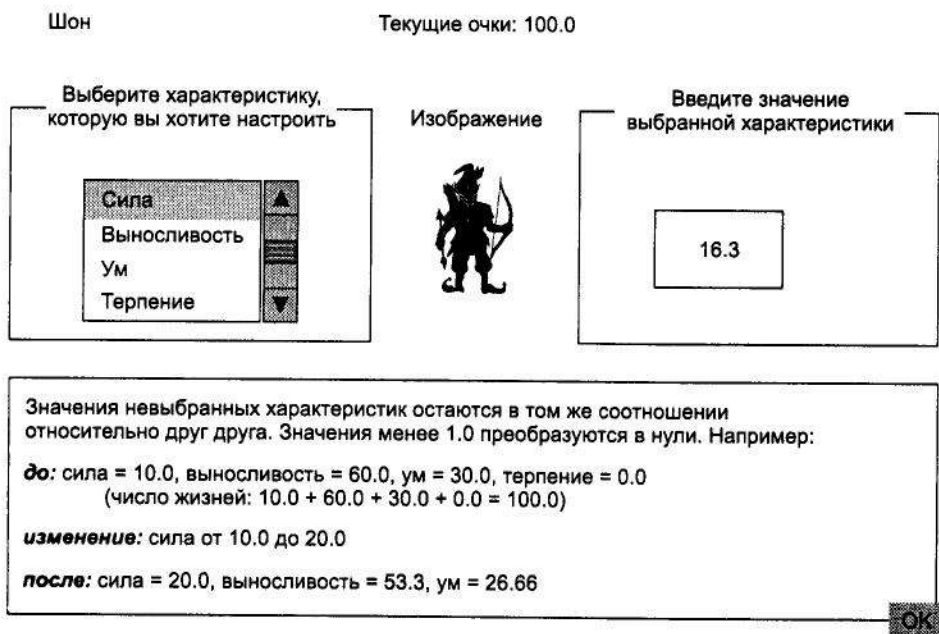 Шон
Текущие очки: 100.0
Выберите характеристику,
которую вы хотите настроить
Изображение
Введите значение
выбранной характеристики
Сила
Выносливость
Ум
Терпение
16.3
Значения невыбранных характеристик остаются в том же соотношении
относительно друг друга. Значения менее 1.0 преобразуются в нули. Например:
до: сила = 10.0, выносливость = 60.0, ум = 30.0, терпение = 0.0
(число жизней: 10.0 + 60.0 + 30.0 + 0.0 = 100.0)
изменение: сила от 10.0 до 20.0
после: сила = 20.0, выносливость = 53.3, ум = 26.66
OK